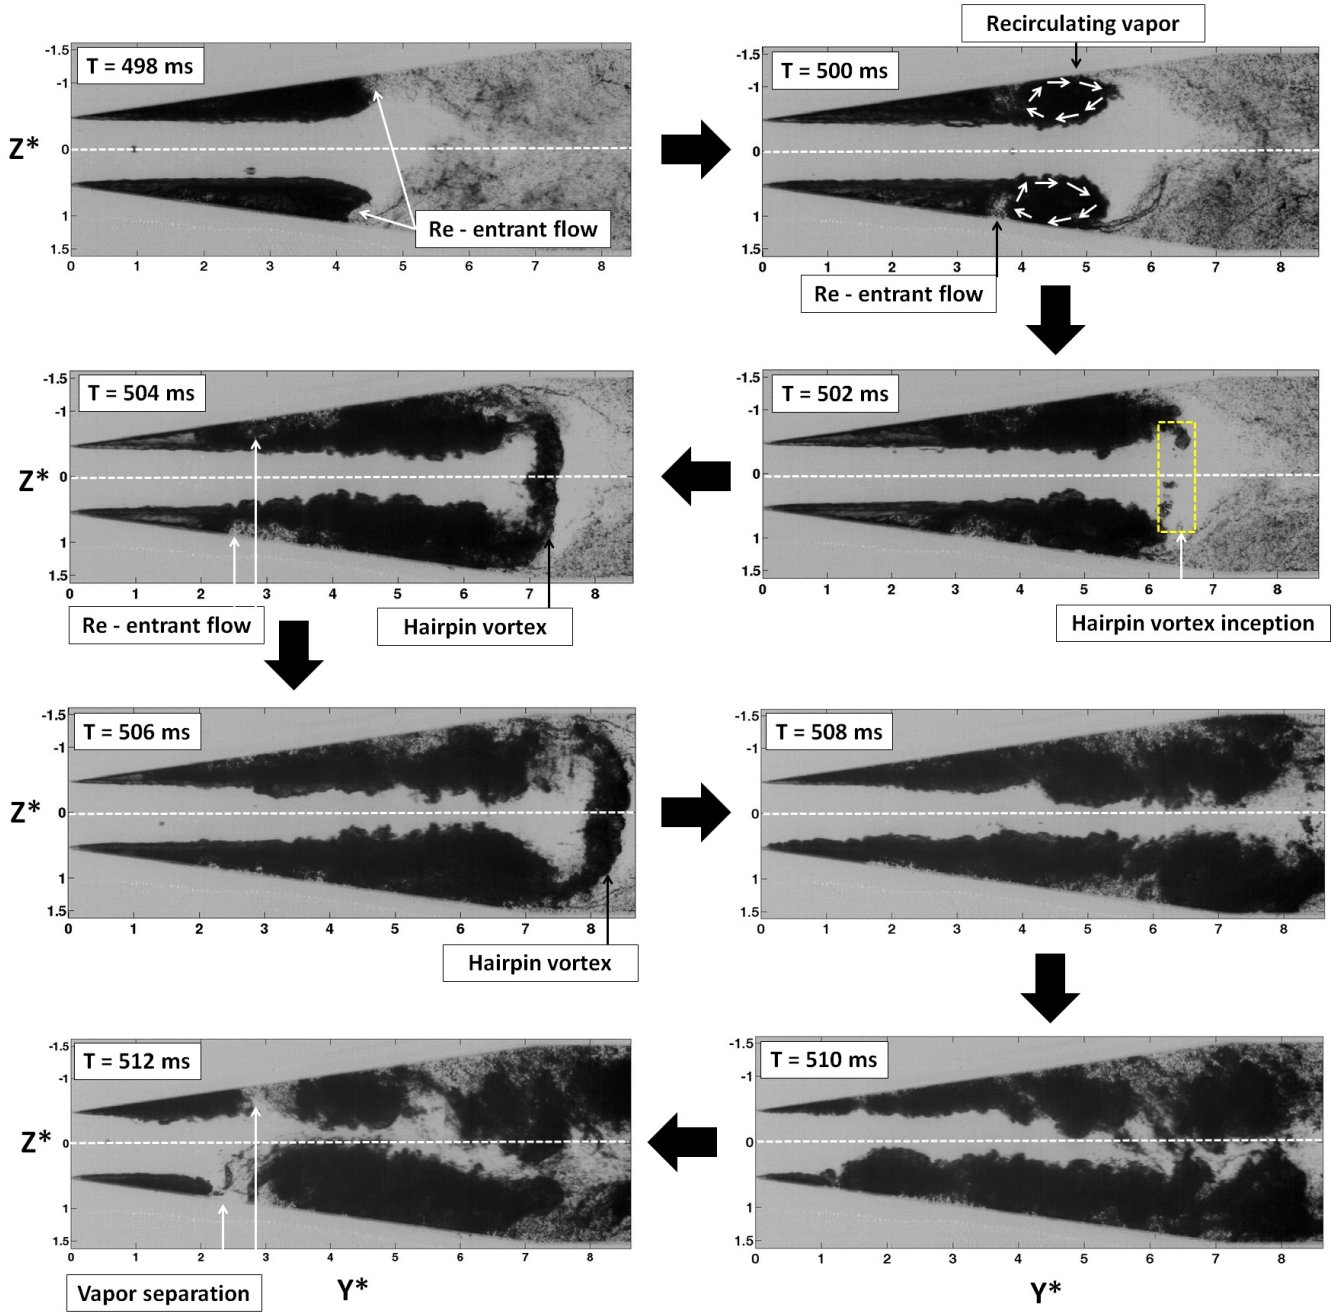 Recirculating vapor
T = 498 ms
-1.5
-1
0
1
1.5
Z*
0 1 2 3 4 5 6 7 8
Re - entrant flow
T = 500 ms
-1.5
-1
0
1
1.5
0 1 2 3 4 5 6 7 8
Re - entrant flow
T = 504 ms
-1.5
-1
0
1
1.5
Z*
0 1 2 3 4 5 6 7 8
Re - entrant flow
Hairpin vortex
T = 502 ms
-1.5
-1
0
1
1.5
0 1 2 3 4 5 6 7 8
Hairpin vortex inception
T = 506 ms
-1.5
-1
0
1
1.5
Z*
0 1 2 3 4 5 6 7 8
Hairpin vortex
T = 508 ms
-1.5
-1
0
1
1.5
0 1 2 3 4 5 6 7 8
T = 512 ms
-1.5
-1
0
1
1.5
Z*
0 1 2 3 4 5 6 7 8
Vapor separation
Y*
T = 510 ms
-1.5
-1
0
1
1.5
0 1 2 3 4 5 6 7 8
Y*